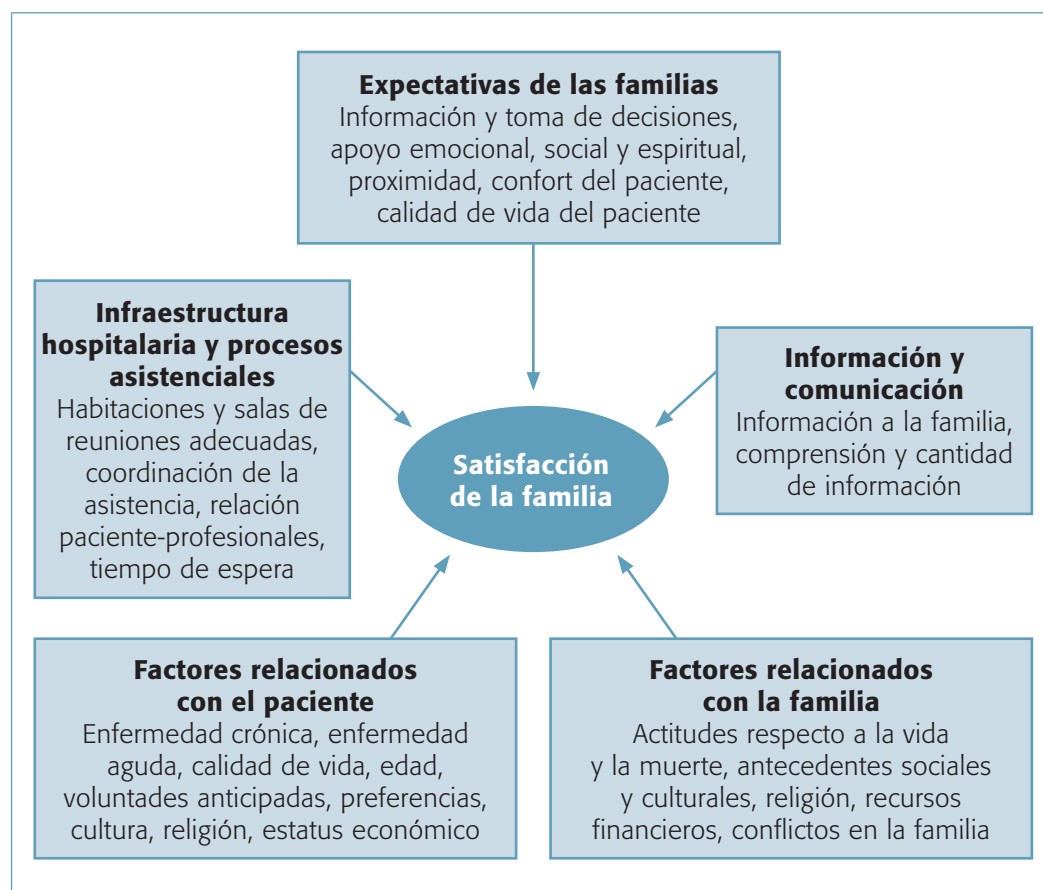 Expectativas de las familias
Información y toma de decisiones,
apoyo emocional, social y espiritual,
proximidad, confort del paciente,
calidad de vida del paciente
Infraestructura
hospitalaria y procesos
asistenciales
Habitaciones y salas de
reuniones adecuadas,
coordinación de la
asistencia, relación
paciente-profesionales,
tiempo de espera
Información y
comunicación
Información a la familia,
comprensión y cantidad
de información
Satisfacción
de la familia
Factores relacionados
con el paciente
Enfermedad crónica, enfermedad
aguda, calidad de vida, edad,
voluntades anticipadas, preferencias,
cultura, religión, estatus económico
Factores relacionados
con la familia
Actitudes respecto a la vida
y la muerte, antecedentes sociales
y culturales, religión, recursos
financieros, conflictos en la familia